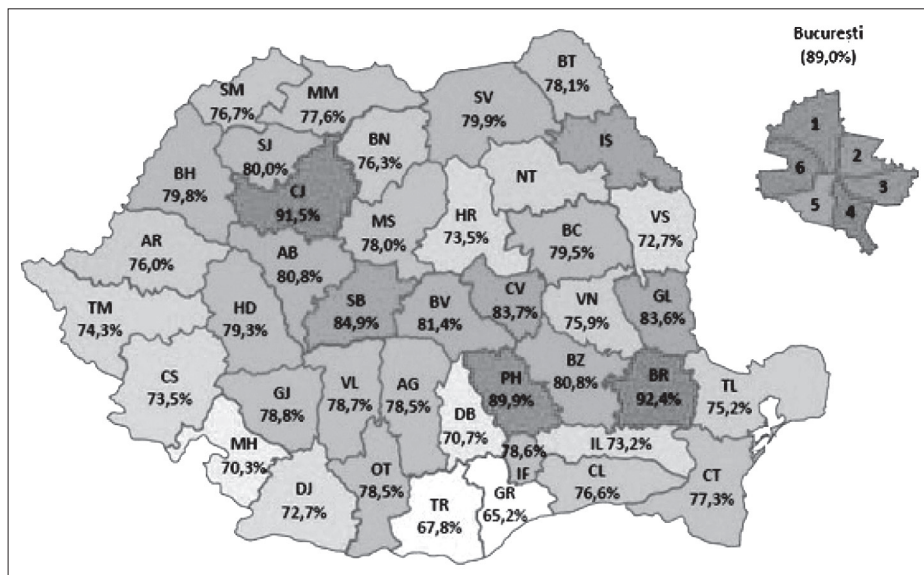 București
(89,0%)
1
2
3
4
5
6
SM
76,7%
MM
77,6%
BT
78,1%
SV
79,9%
IS
SJ
80,0%
BN
76,3%
BH
79,8%
CJ
91,5%
NT
MS
78,0%
HR
73,5%
BC
79,5%
VS
72,7%
AR
76,0%
AB
80,8%
TM
74,3%
HD
79,3%
SB
84,9%
BV
81,4%
CV
83,7%
VN
75,9%
GL
83,6%
CS
73,5%
GJ
78,8%
VL
78,7%
AG
78,5%
PH
89,9%
BZ
80,8%
BR
92,4%
TL
75,2%
DB
70,7%
MH
70,3%
78,6%
IF
IL 73,2%
DJ
72,7%
OT
78,5%
TR
67,8%
GR
65,2%
CL
76,6%
CT
77,3%